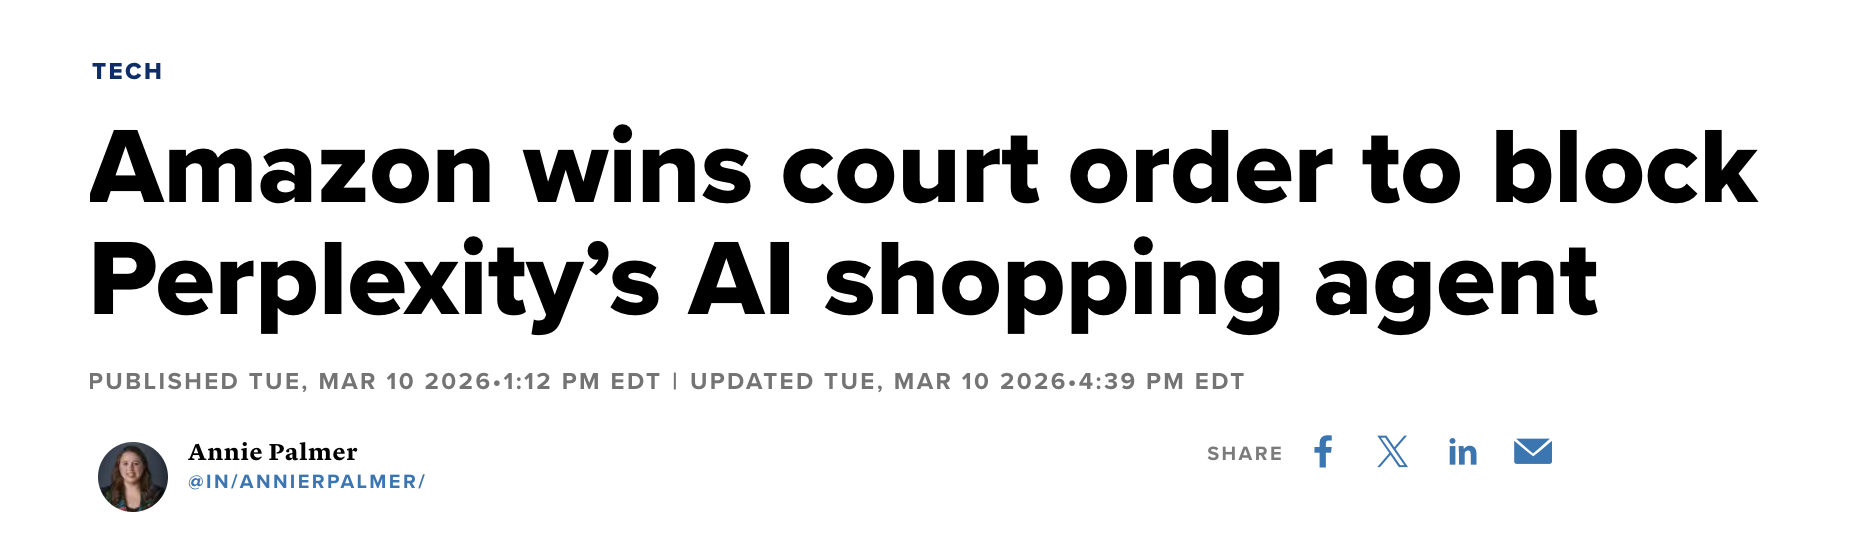 TECH
Amazon wins court order to block
Perplexity’s AI shopping agent
PUBLISHED TUE, MAR 10 2026•1:12 PM EDT | UPDATED TUE, MAR 10 2026•4:39 PM EDT
Annie Palmer
@IN/ANNIERPALMER/
SHARE